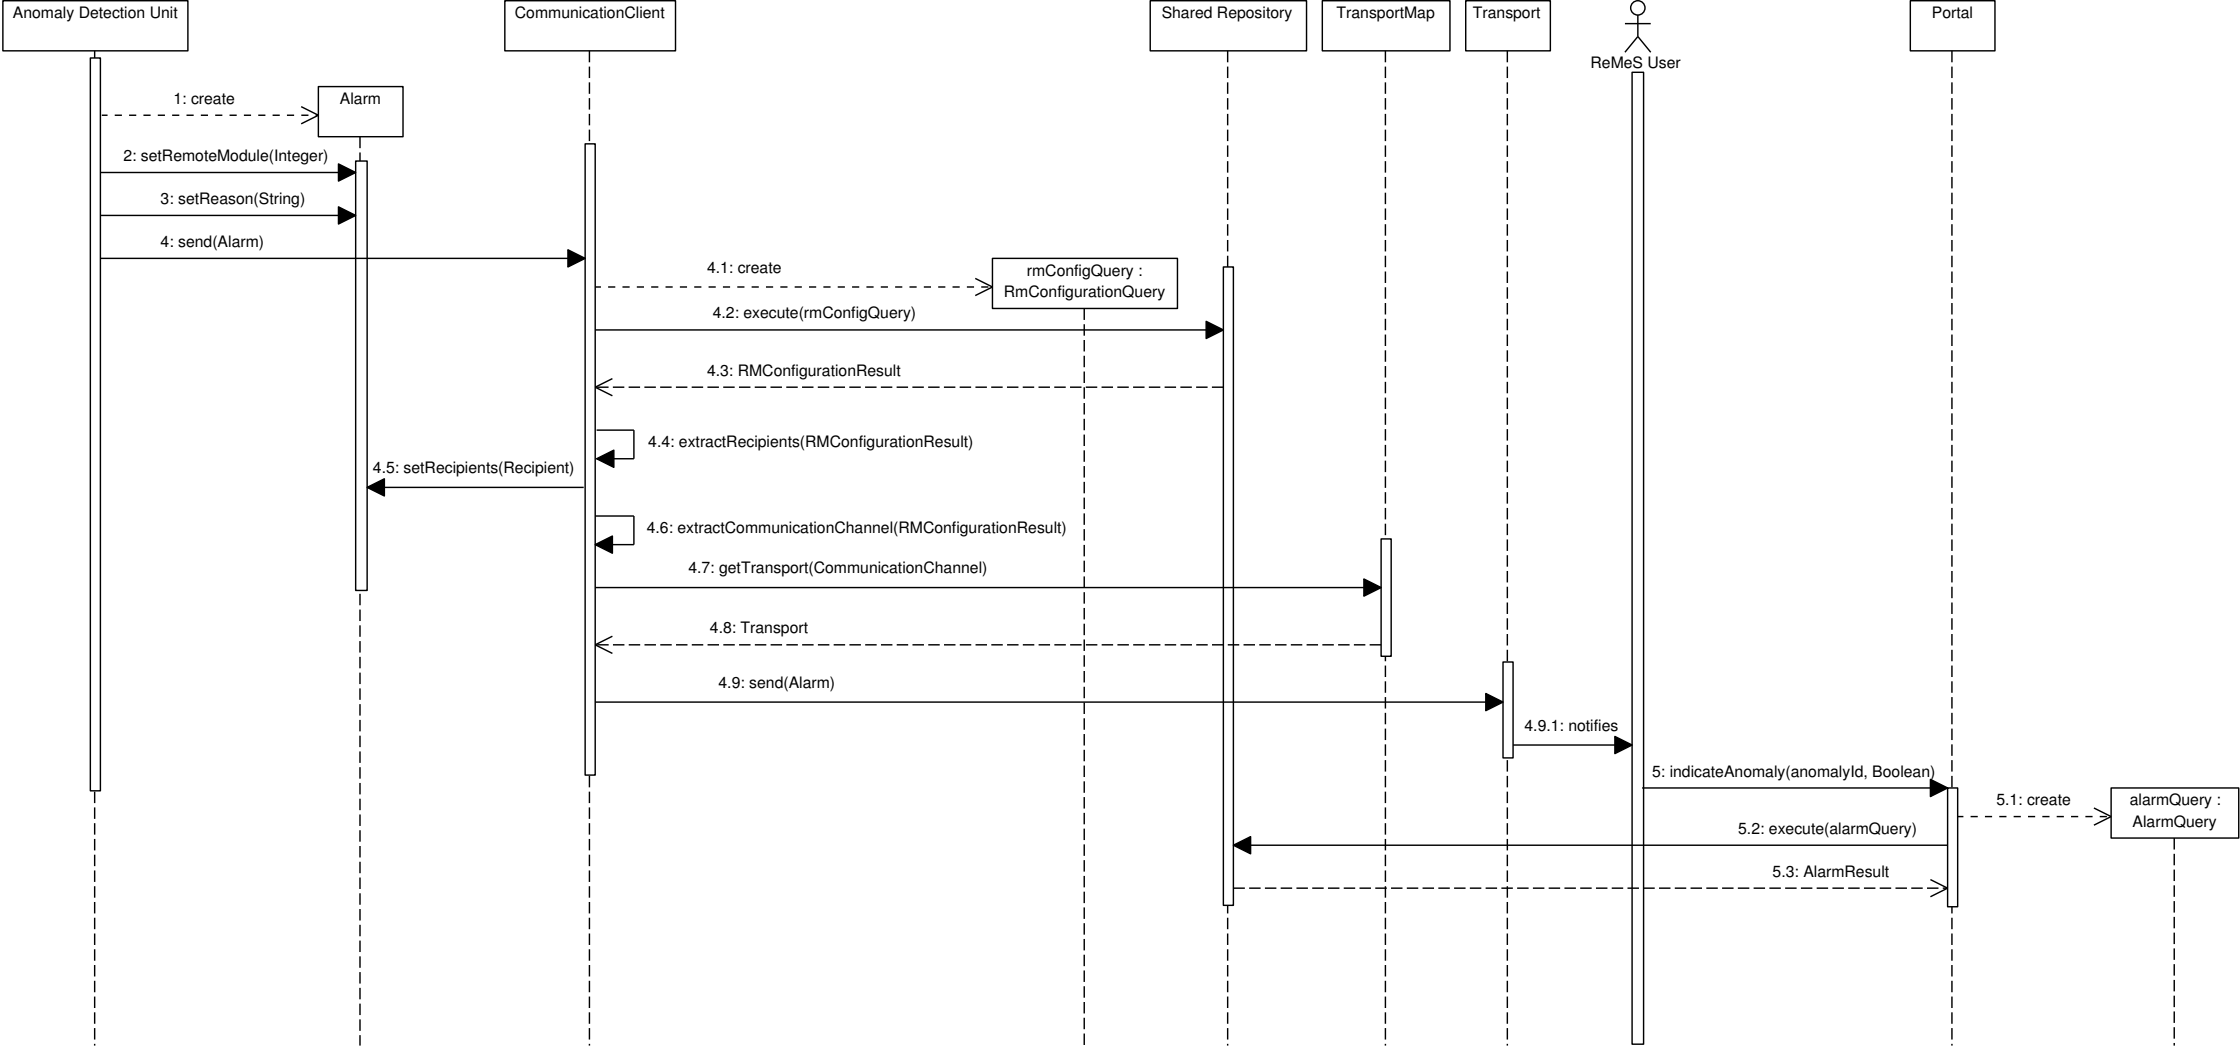 Anomaly Detection Unit
CommunicationClient
Shared Repository
TransportMap
Transport
ReMeS User
Portal
1: create
Alarm
2: setRemoteModule(Integer)
3: setReason(String)
4: send(Alarm)
4.1: create
rmConfigQuery :
RmConfigurationQuery
4.2: execute(rmConfigQuery)
4.3: RMConfigurationResult
4.4: extractRecipients(RMConfigurationResult)
4.5: setRecipients(Recipient)
4.6: extractCommunicationChannel(RMConfigurationResult)
4.7: getTransport(CommunicationChannel)
4.8: Transport
4.9: send(Alarm)
4.9.1: notifies
5: indicateAnomaly(anomalyId, Boolean)
5.1: create
alarmQuery :
AlarmQuery
5.2: execute(alarmQuery)
5.3: AlarmResult